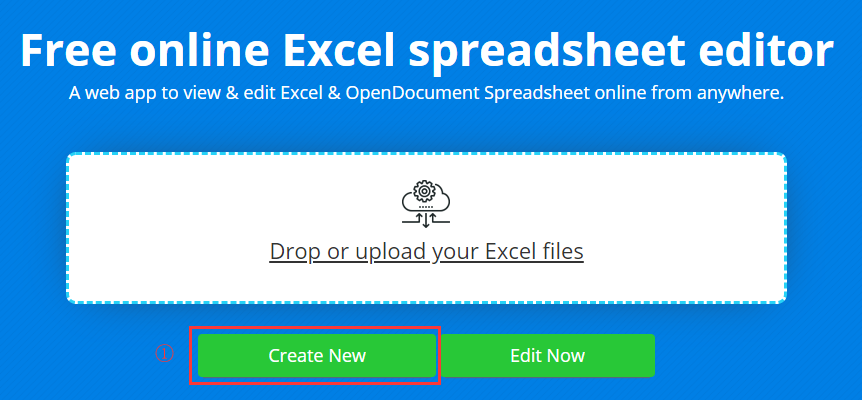 Free online Excel spreadsheet editor
A web app to view & edit Excel & OpenDocument Spreadsheet online from anywhere.
Drop or upload your Excel files
① Create New Edit Now